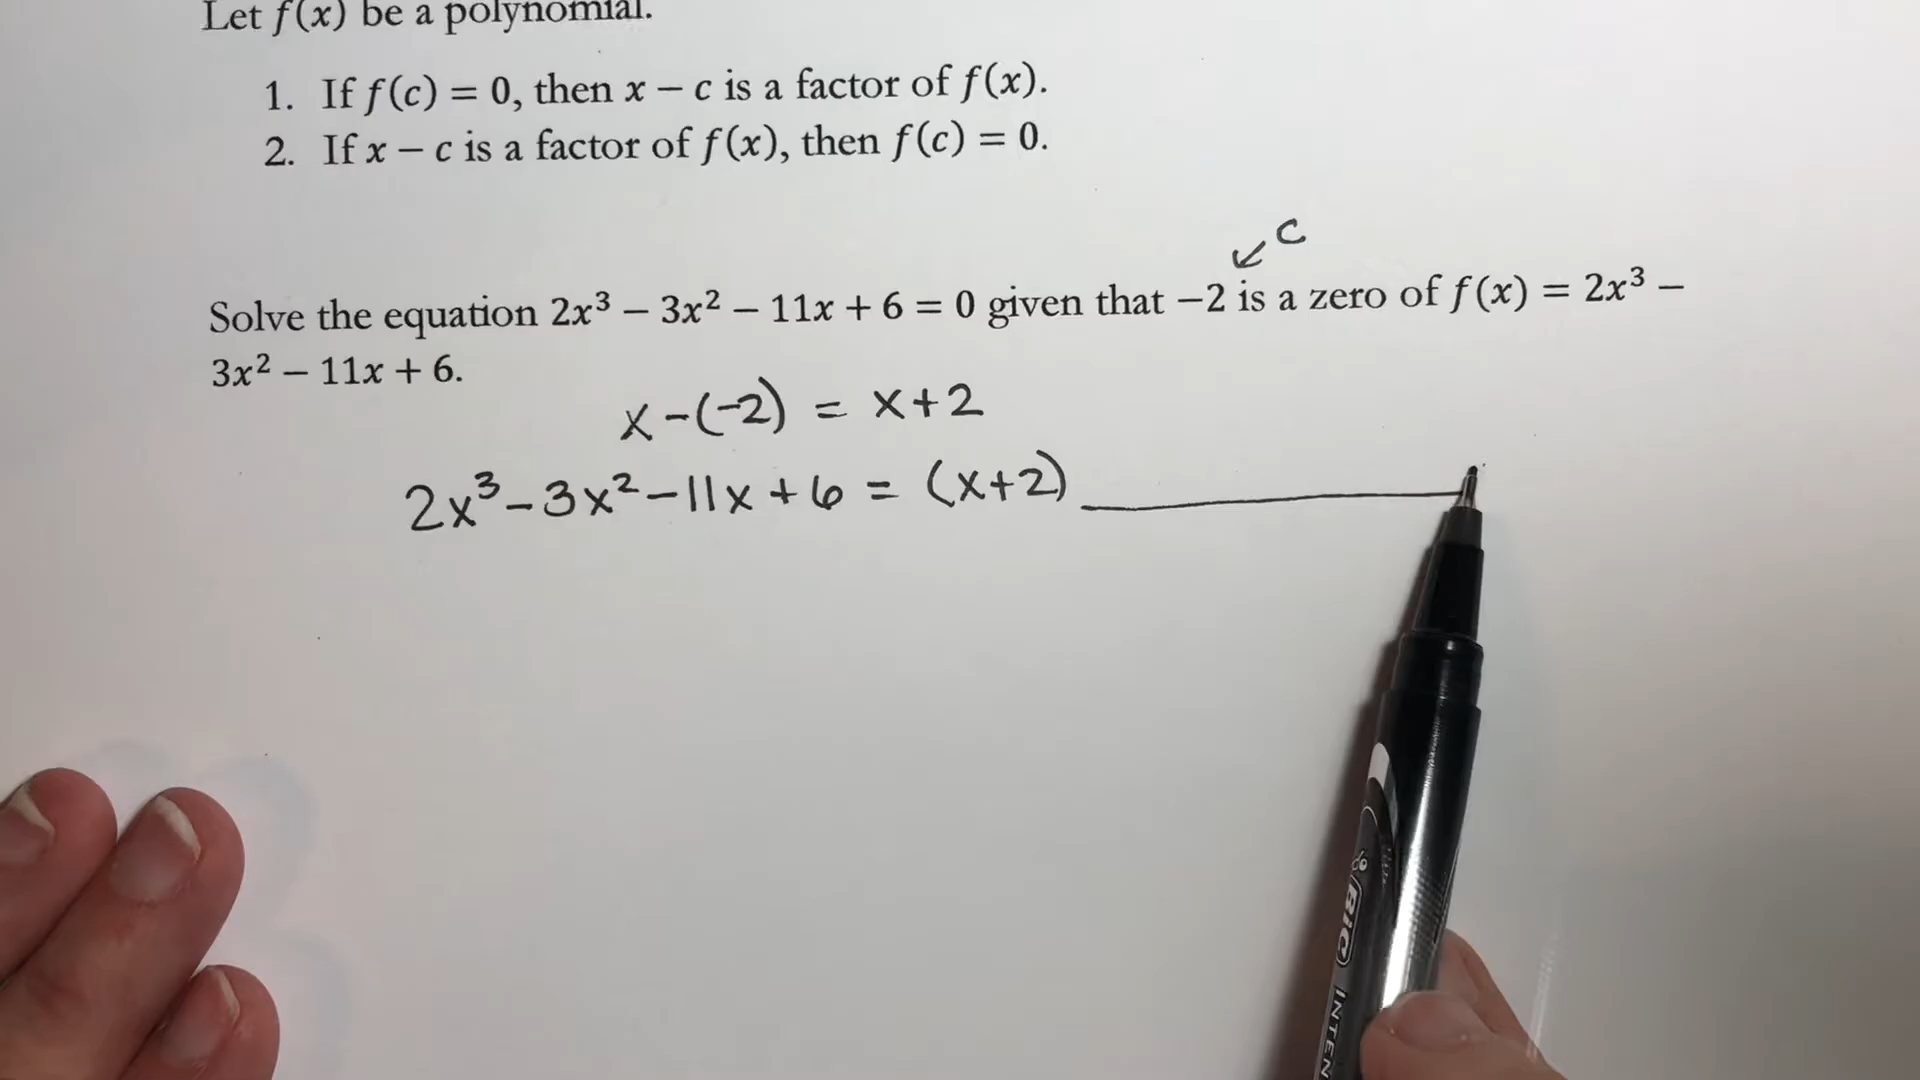 Let f(x) be a polynomial.
1. If f(c) = 0, then x − c is a factor of f(x).
2. If x − c is a factor of f(x), then f(c) = 0.
c
Solve the equation 2x³ − 3x² − 11x + 6 = 0 given that −2 is a zero of f(x) = 2x³ −
3x² − 11x + 6.
x-(-2) = x+2
2x³-3x²-11x+6 = (x+2)
BIC INTEN